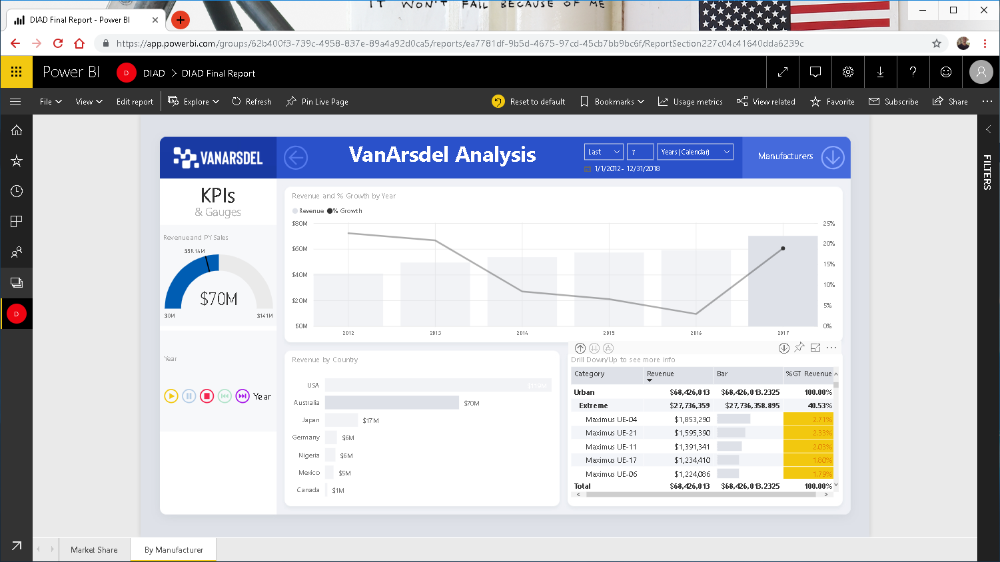 IT WON'T FAIL BECAUSE OF ME
DIAD Final Report - Power BI
https://app.powerbi.com/groups/62b400f3-739c-4958-837e-89a4a92d0ca5/reports/ea7781df-9b5d-4675-97cd-45cb7bb9bc6f/ReportSection227c04c41640dda6239c
Power BI D DIAD > DIAD Final Report ?
File View Edit report Explore Refresh Pin Live Page Reset to default Bookmarks Usage metrics View related Favorite Subscribe Share ...
VANARSDEL
VanArsdel Analysis
Last 7 Years (Calendar)
1/1/2012 - 12/31/2018
Manufacturers
FILTERS
D
KPIs
& Gauges
Revenue and PY Sales
$59.14M
$70M
$0M $141M
Year
Year
Revenue and % Growth by Year
Revenue % Growth
$80M 25%
20%
$60M
15%
$40M
10%
$20M
5%
$0M 0%
2012 2013 2014 2015 2016 2017
Revenue by Country
USA $119M
Australia $70M
Japan $17M
Germany $6M
Nigeria $6M
Mexico $5M
Canada $1M
Drill Down/Up to see more info
Category Revenue Bar %GT Revenue
Urban $68,426,013 $68,426,013.2325 100.00%
Extreme $27,736,359 $27,736,358.895 40.53%
Maximus UE-04 $1,853,290 2.71%
Maximus UE-21 $1,595,390 2.33%
Maximus UE-11 $1,391,341 2.03%
Maximus UE-17 $1,234,410 1.80%
Maximus UE-06 $1,224,086 1.79%
Total $68,426,013 $68,426,013.2325 100.00%
Market Share By Manufacturer